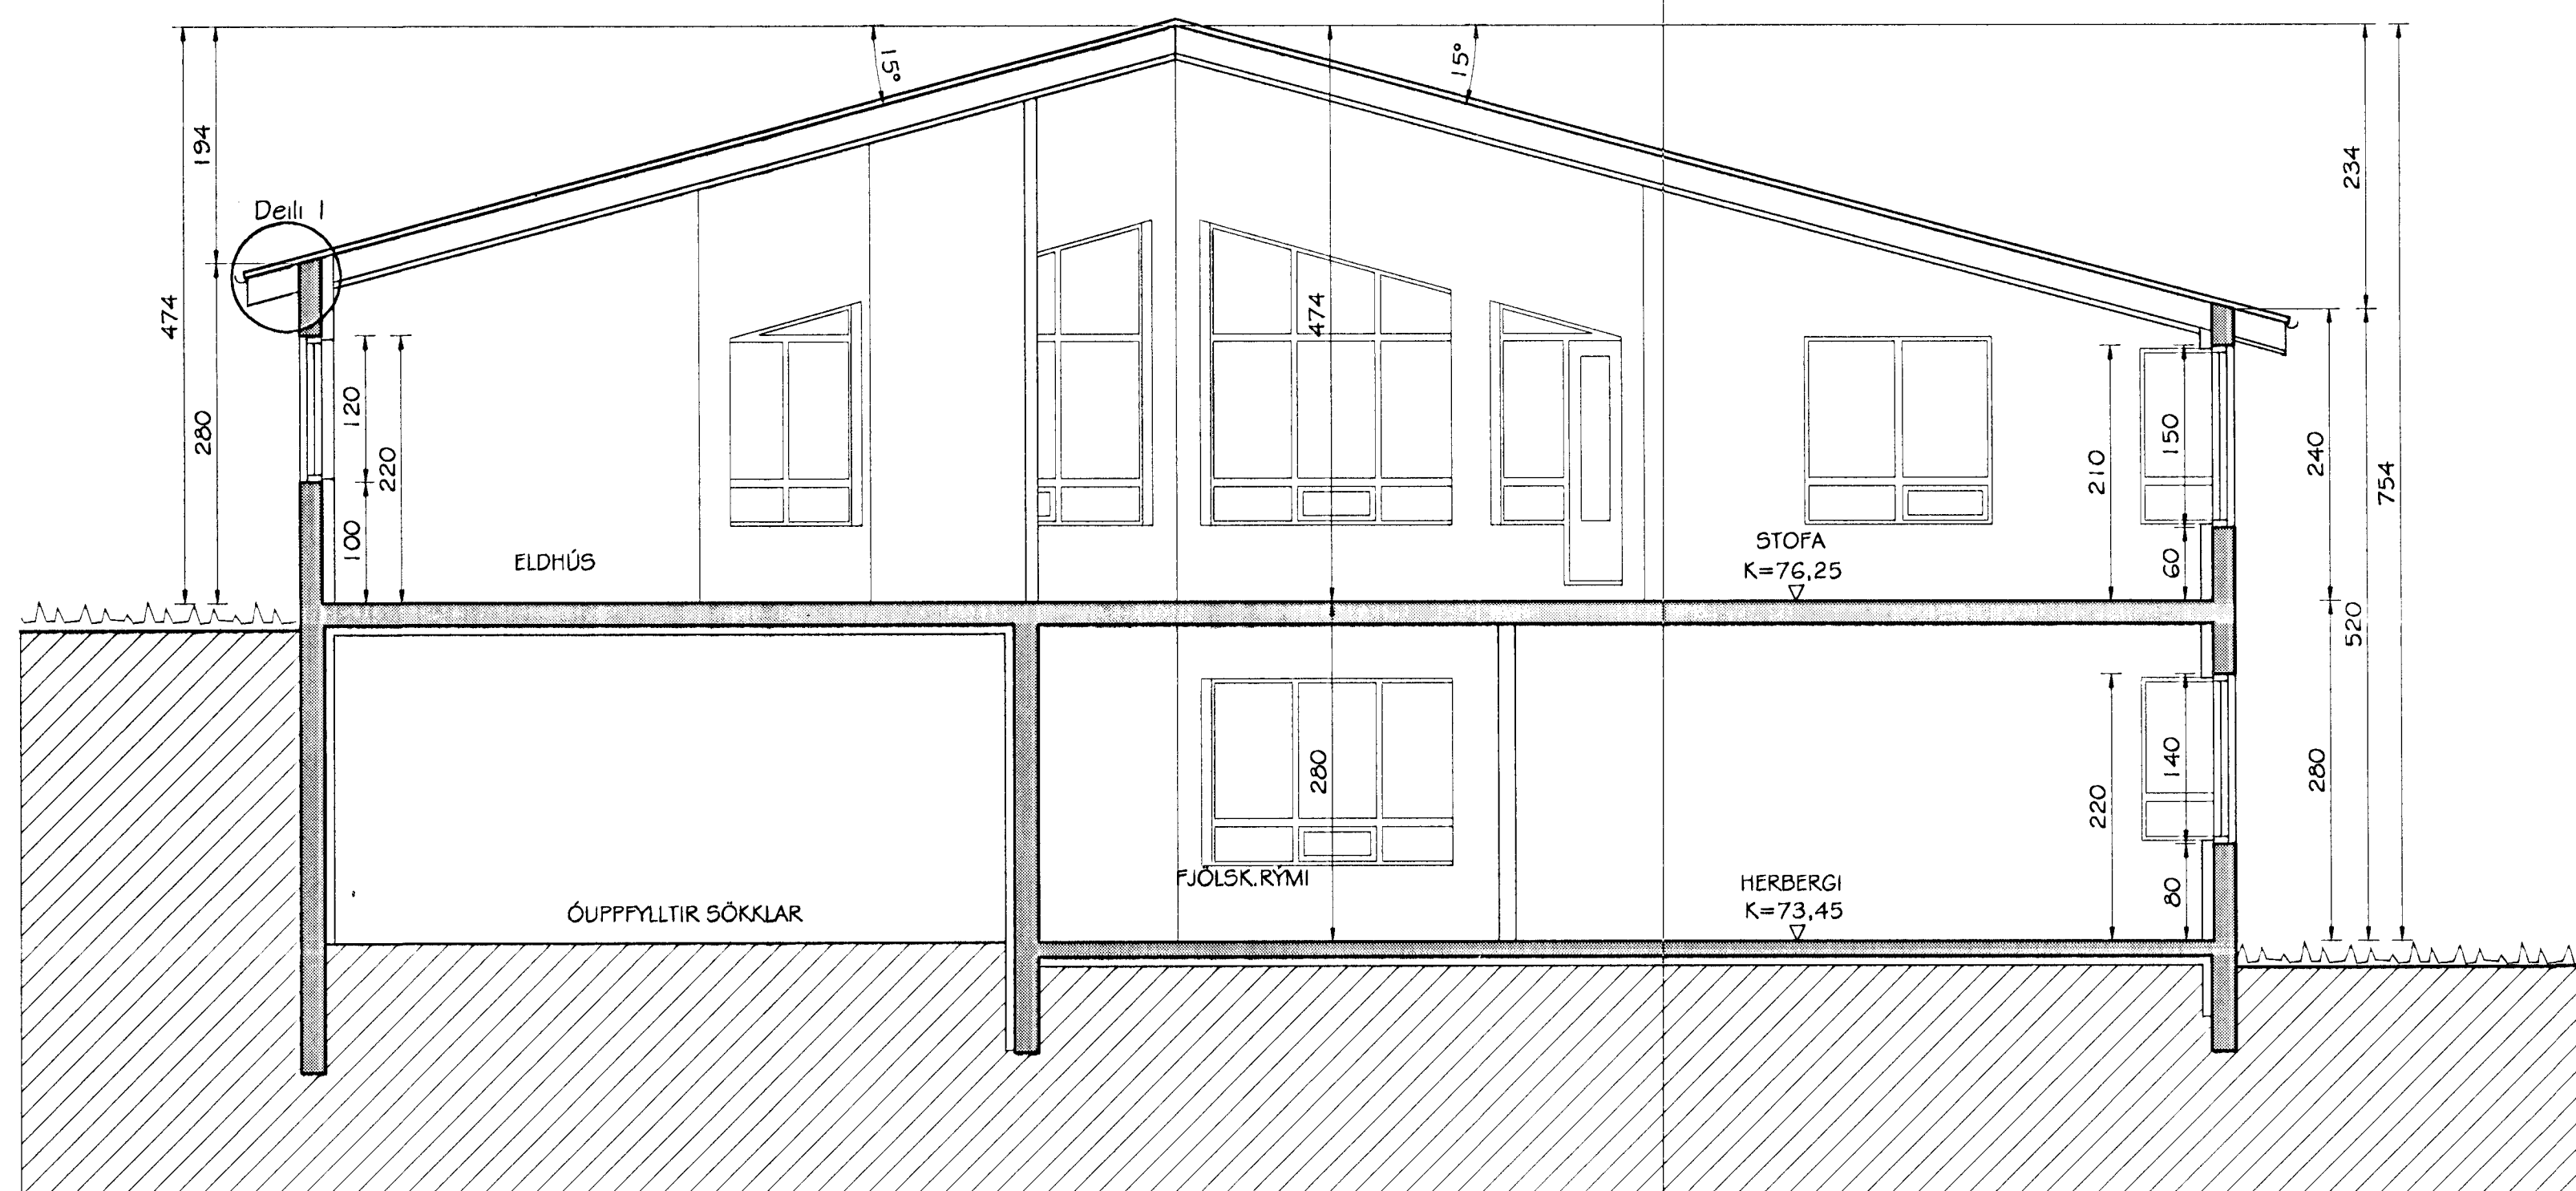 15°
15°
194
234
Deili 1
474
280
120
220
100
474
240
754
210
150
60
520
ELDHÚS
STOFA
K=76,25
280
220
140
80
280
FJÖLSK.RÝMI
HERBERGI
K=73,45
ÓUPPFYLLTIR SÖKKLAR